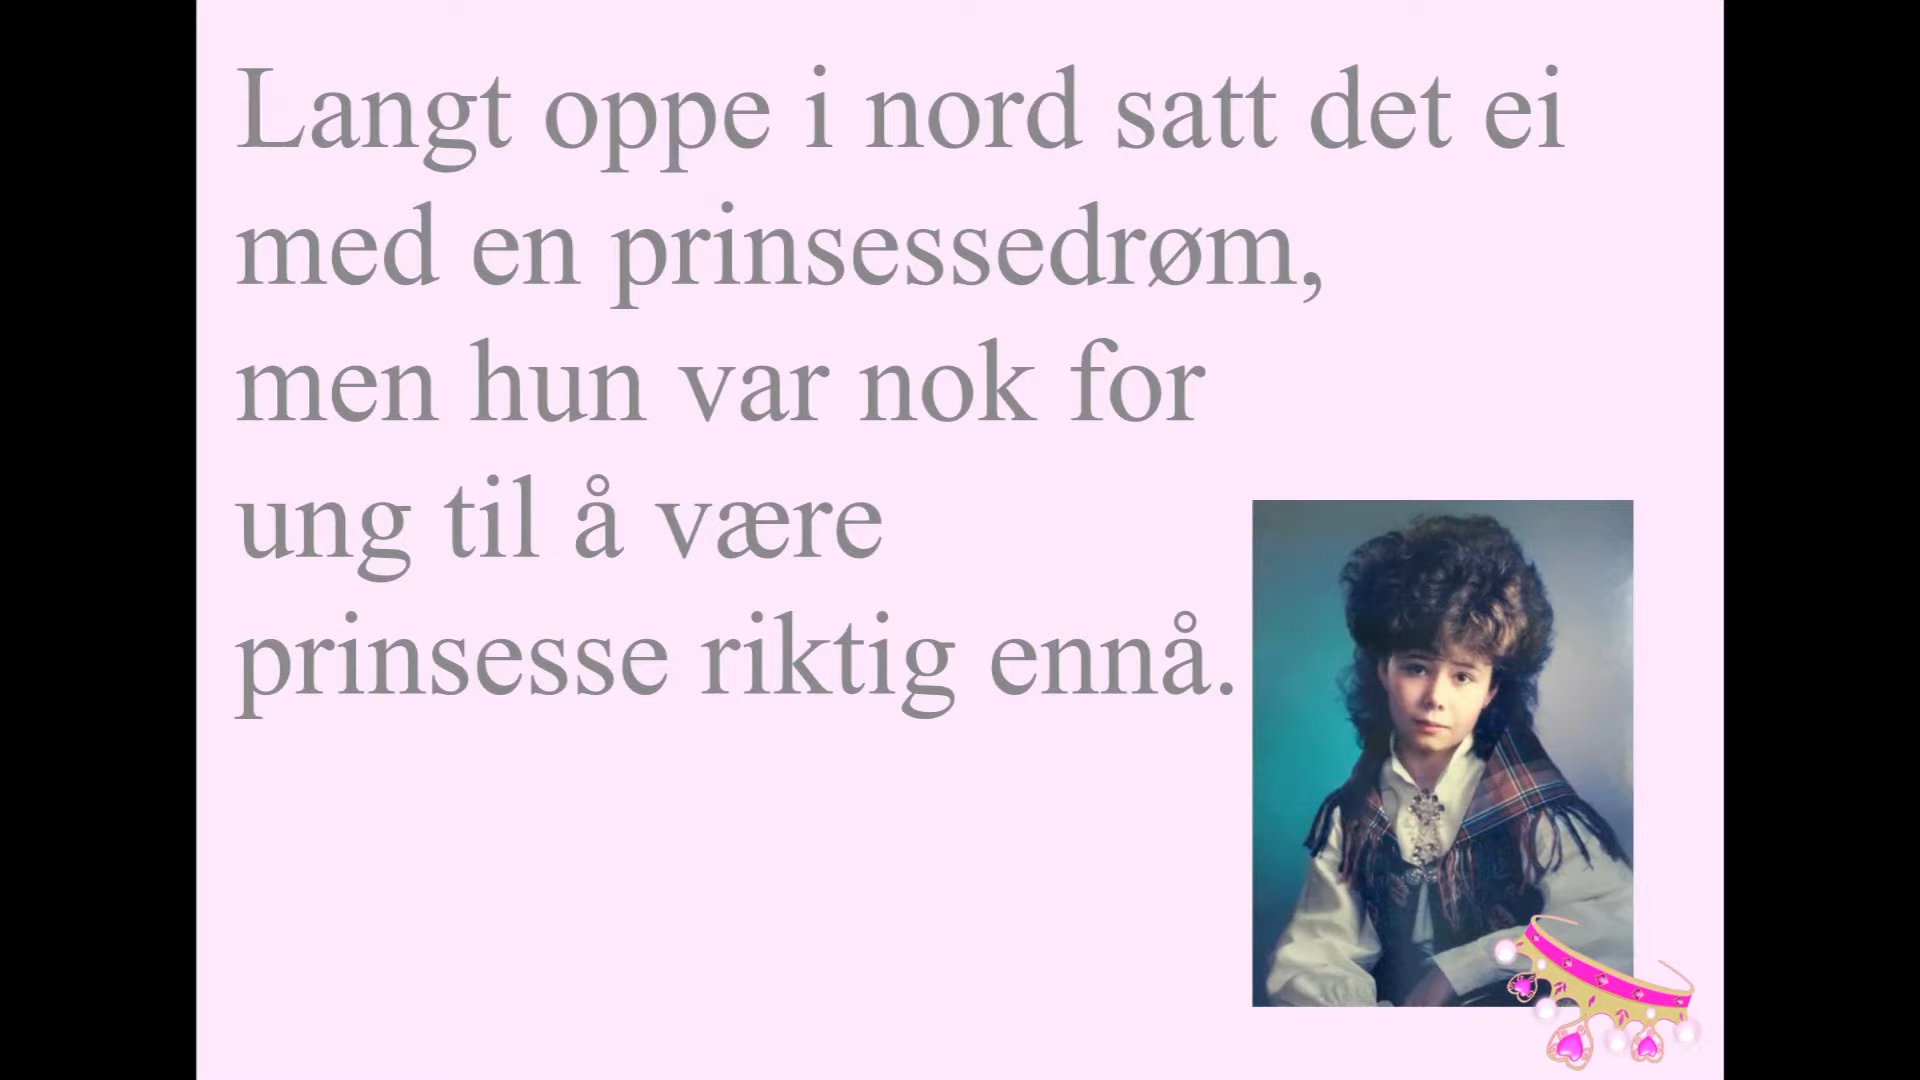 Langt oppe i nord satt det ei
med en prinsessedrøm,
men hun var nok for
ung til å være
prinsesse riktig ennå.